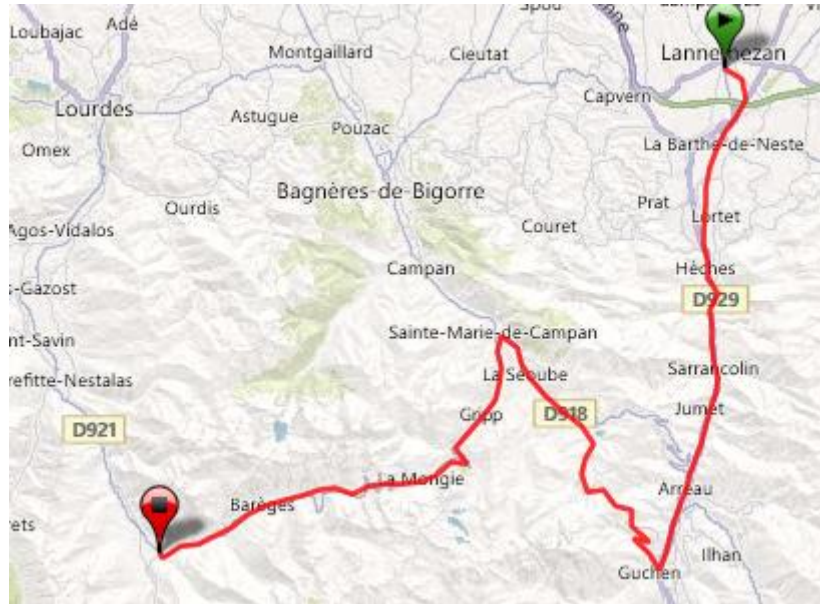 Loubajac
Adé
Montgaillard
Cieutat
Lannemezan
Capvern
Lourdes
Astugue
Pouzac
La Barthe-de-Neste
Omex
Bagnères-de-Bigorre
Prat
Ourdis
Lortet
Agos-Vidalos
Couret
Campan
Hèches
s-Gazost
D929
nt-Savin
Sainte-Marie-de-Campan
refitte-Nestalas
La Séoube
Sarrancolin
D921
Gripp
D918
Jumet
La Mongie
Arreau
Barèges
Ilhan
Guchen